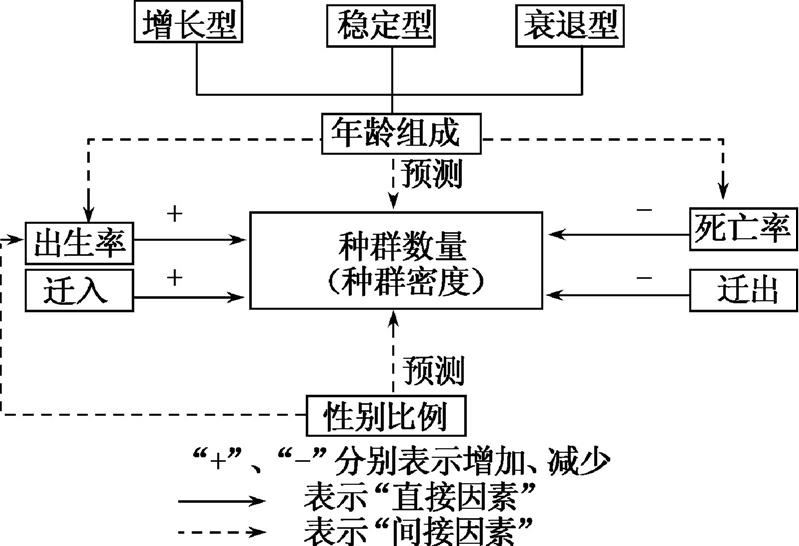 增长型
稳定型
衰退型
年龄组成
预测
出生率
+
种群数量
（种群密度）
−
死亡率
迁入
+
−
迁出
预测
性别比例
“+”、“−”分别表示增加、减少
表示“直接因素”
表示“间接因素”